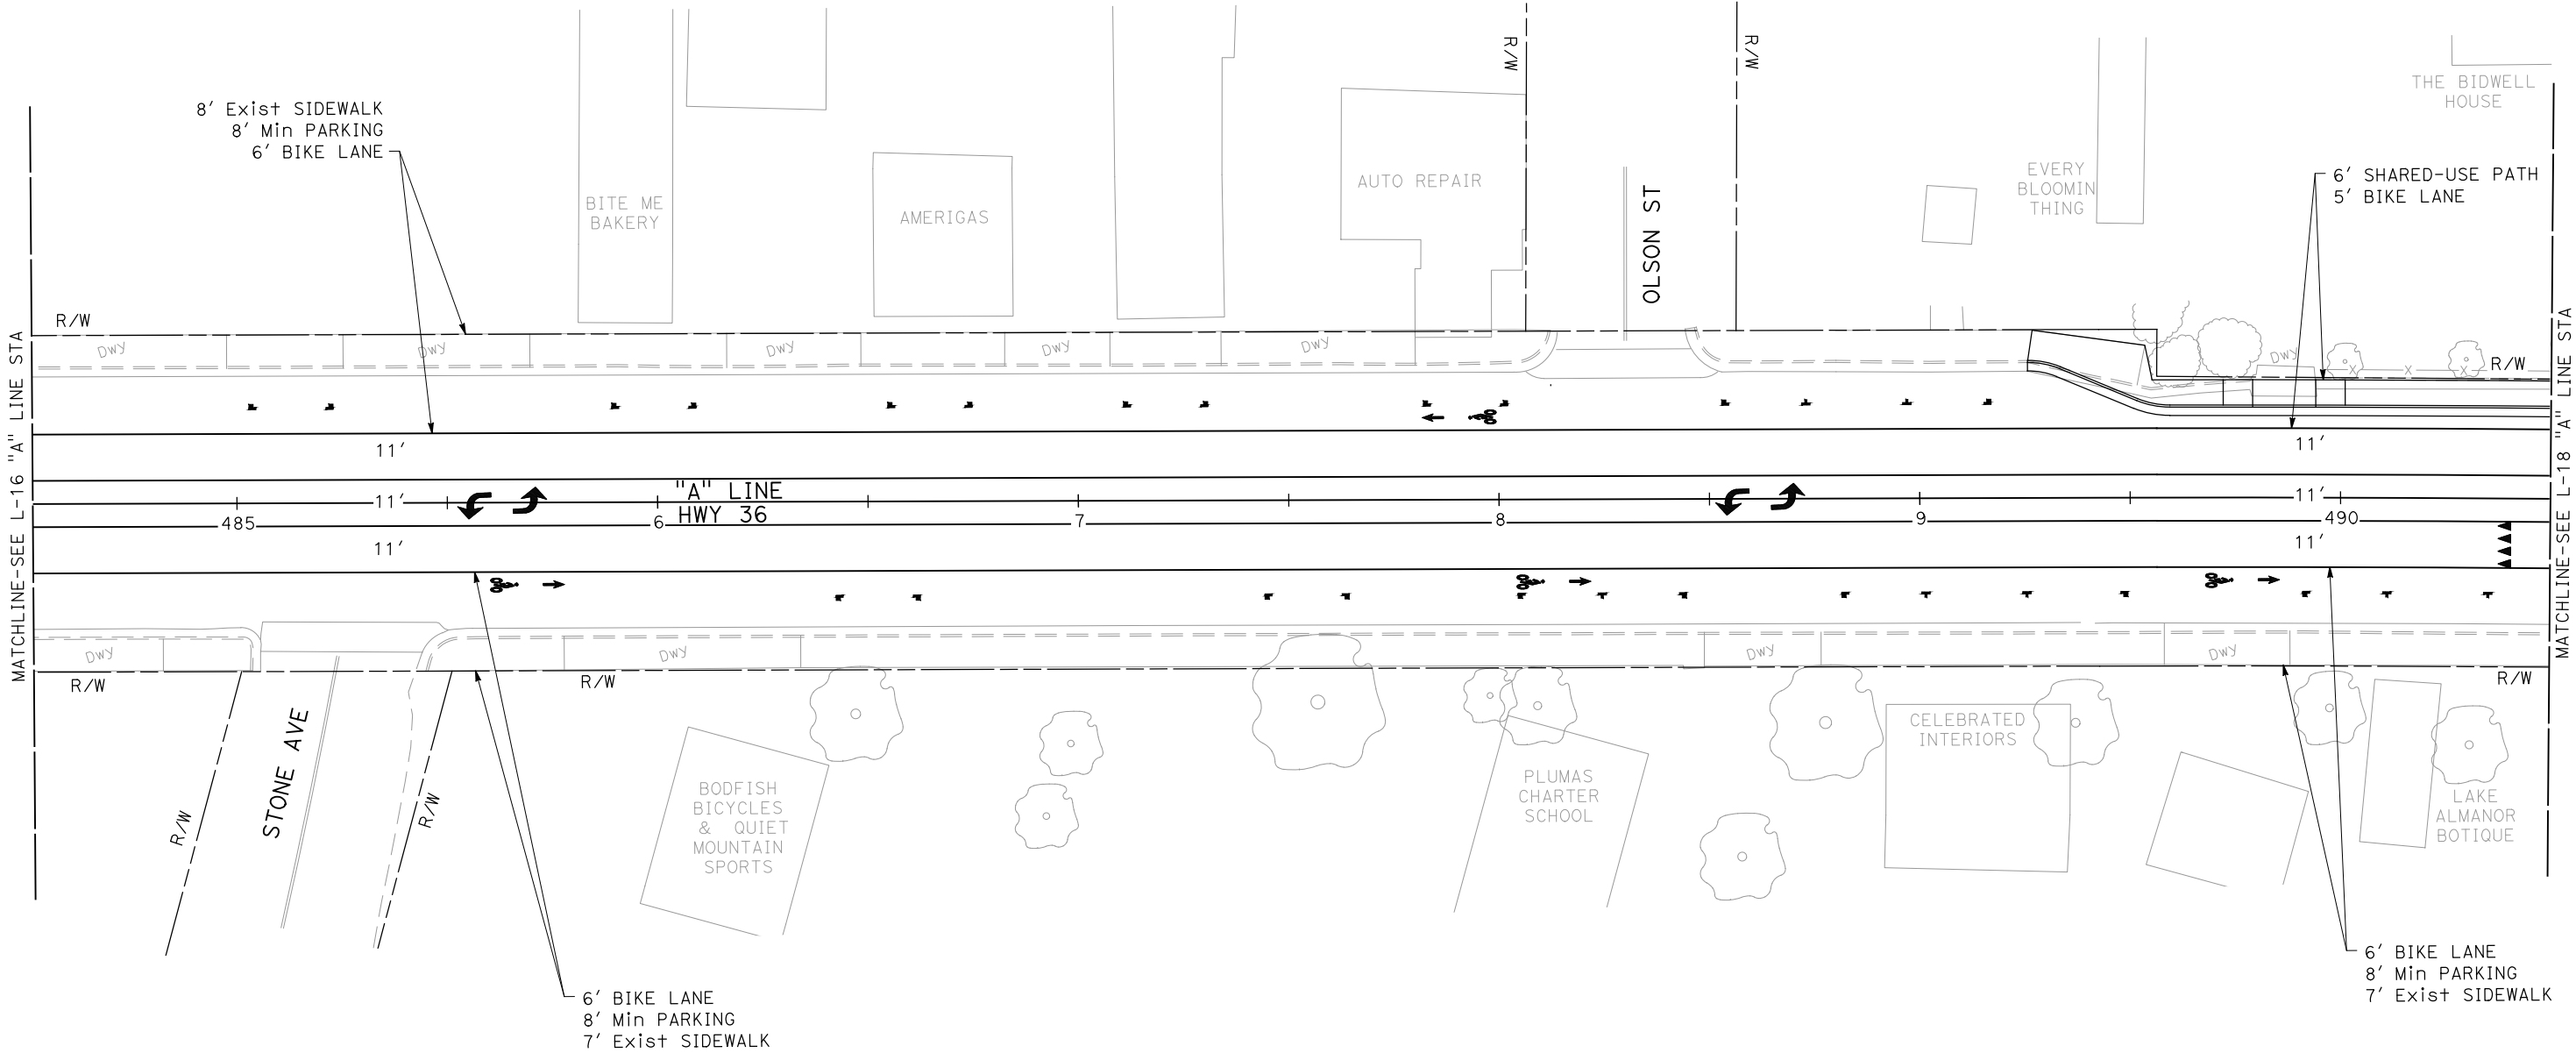 8' Exist SIDEWALK
8' Min PARKING
6' BIKE LANE
R/W
R/W
THE BIDWELL
HOUSE
BITE ME
BAKERY
AMERIGAS
AUTO REPAIR
OLSON ST
EVERY
BLOOMIN
THING
6' SHARED-USE PATH
5' BIKE LANE
MATCHLINE-SEE L-16 "A" LINE STA
MATCHLINE-SEE L-18 "A" LINE STA
R/W
Dwy
Dwy
Dwy
Dwy
Dwy
Dwy
X
X
X
R/W
11'
11'
11'
"A" LINE
11'
485
6
HWY 36
7
8
9
490
11'
11'
Dwy
Dwy
Dwy
Dwy
R/W
R/W
R/W
STONE AVE
R/W
R/W
BODFISH
BICYCLES
& QUIET
MOUNTAIN
SPORTS
PLUMAS
CHARTER
SCHOOL
CELEBRATED
INTERIORS
LAKE
ALMANOR
BOTIQUE
6' BIKE LANE
8' Min PARKING
7' Exist SIDEWALK
6' BIKE LANE
8' Min PARKING
7' Exist SIDEWALK